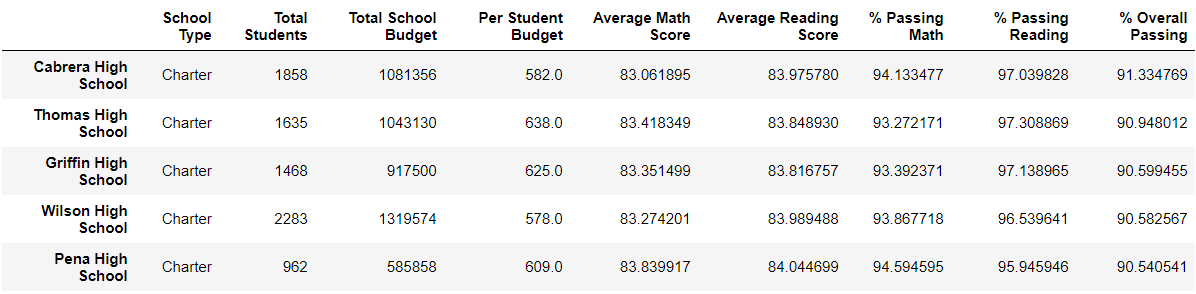 School Type Total Students Total School Budget Per Student Budget Average Math Score Average Reading Score % Passing Math % Passing Reading % Overall Passing
Cabrera High School Charter 1858 1081356 582.0 83.061895 83.975780 94.133477 97.039828 91.334769
Thomas High School Charter 1635 1043130 638.0 83.418349 83.848930 93.272171 97.308869 90.948012
Griffin High School Charter 1468 917500 625.0 83.351499 83.816757 93.392371 97.138965 90.599455
Wilson High School Charter 2283 1319574 578.0 83.274201 83.989488 93.867718 96.539641 90.582567
Pena High School Charter 962 585858 609.0 83.839917 84.044699 94.594595 95.945946 90.540541